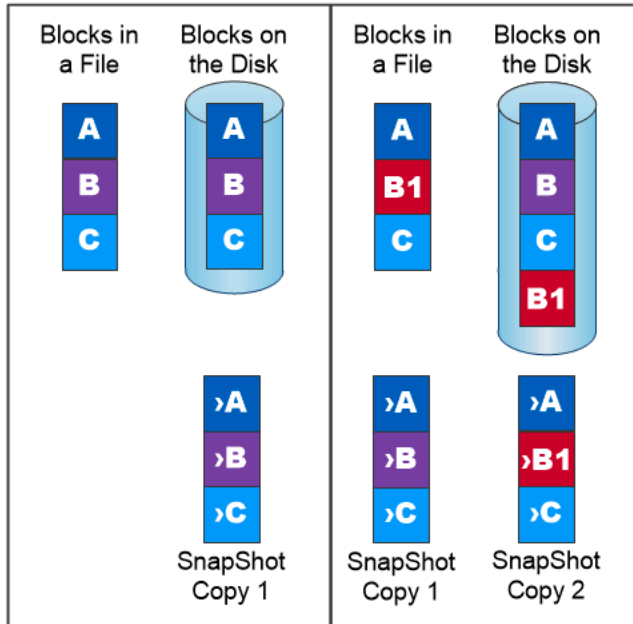 Blocks in
a File
Blocks on
the Disk
A
B
C
A
B
C
›A
›B
›C
SnapShot
Copy 1
Blocks in
a File
Blocks on
the Disk
A
B1
C
A
B
C
B1
›A
›B
›C
SnapShot
Copy 1
›A
›B1
›C
SnapShot
Copy 2